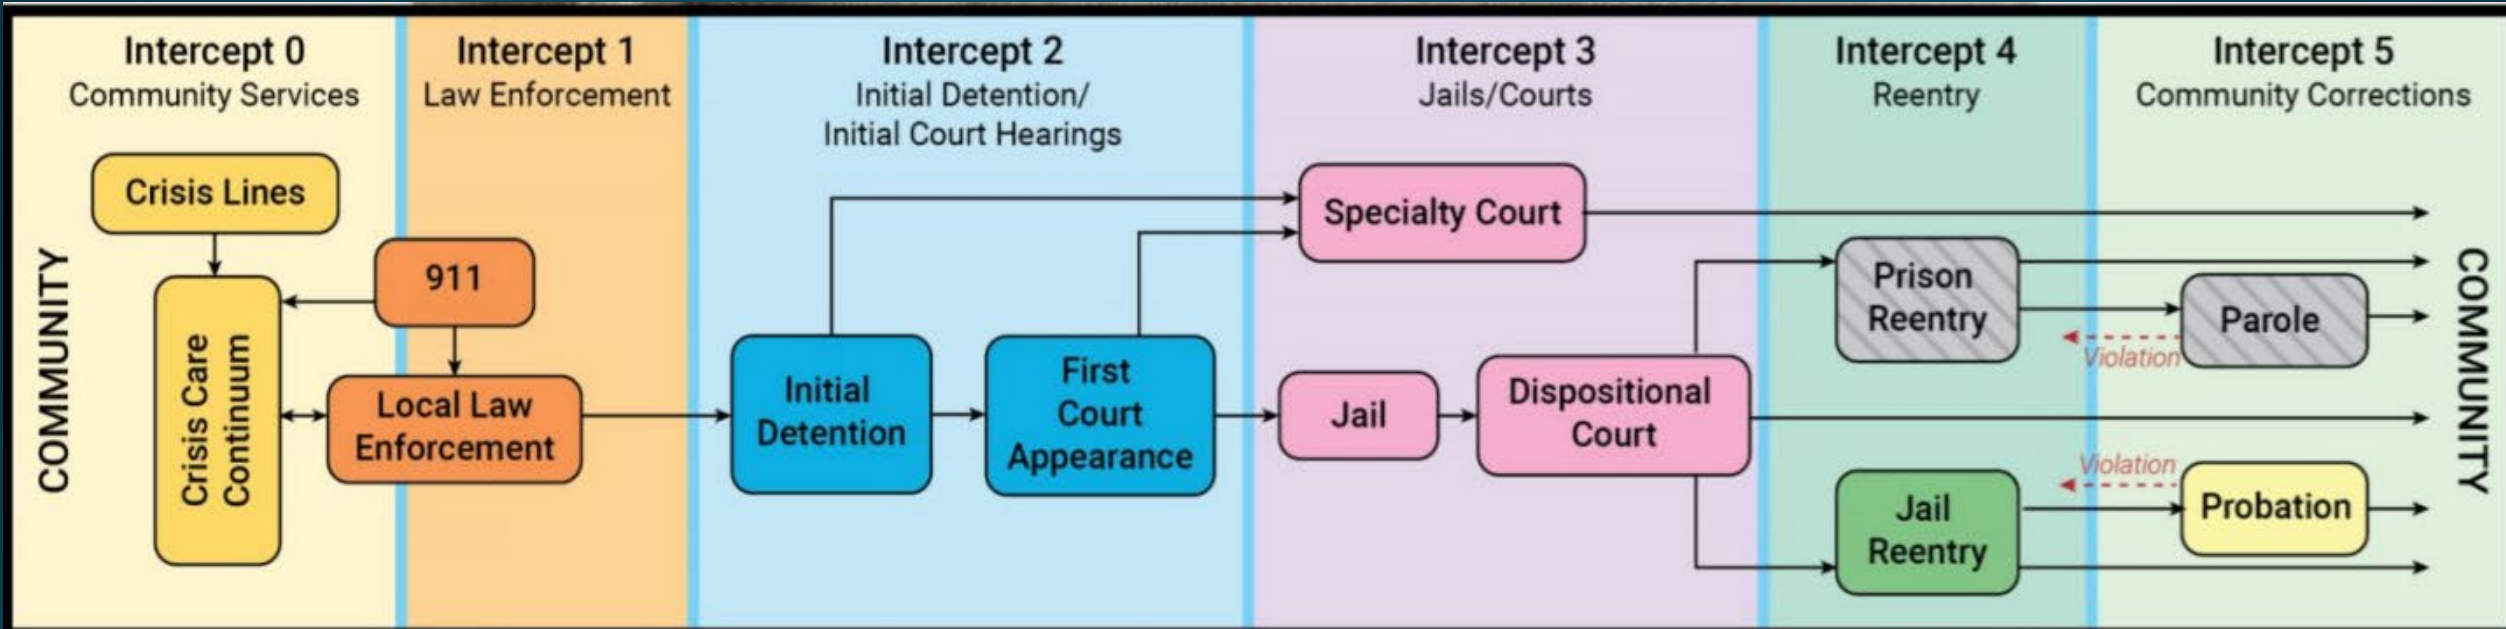 Intercept 0
Community Services
Intercept 1
Law Enforcement
Intercept 2
Initial Detention/
Initial Court Hearings
Intercept 3
Jails/Courts
Intercept 4
Reentry
Intercept 5
Community Corrections
COMMUNITY
Crisis Lines
Crisis Care
Continuum
911
Local Law
Enforcement
Initial
Detention
First
Court
Appearance
Specialty Court
Jail
Dispositional
Court
Prison
Reentry
Parole
Violation
Jail
Reentry
Violation
Probation
COMMUNITY